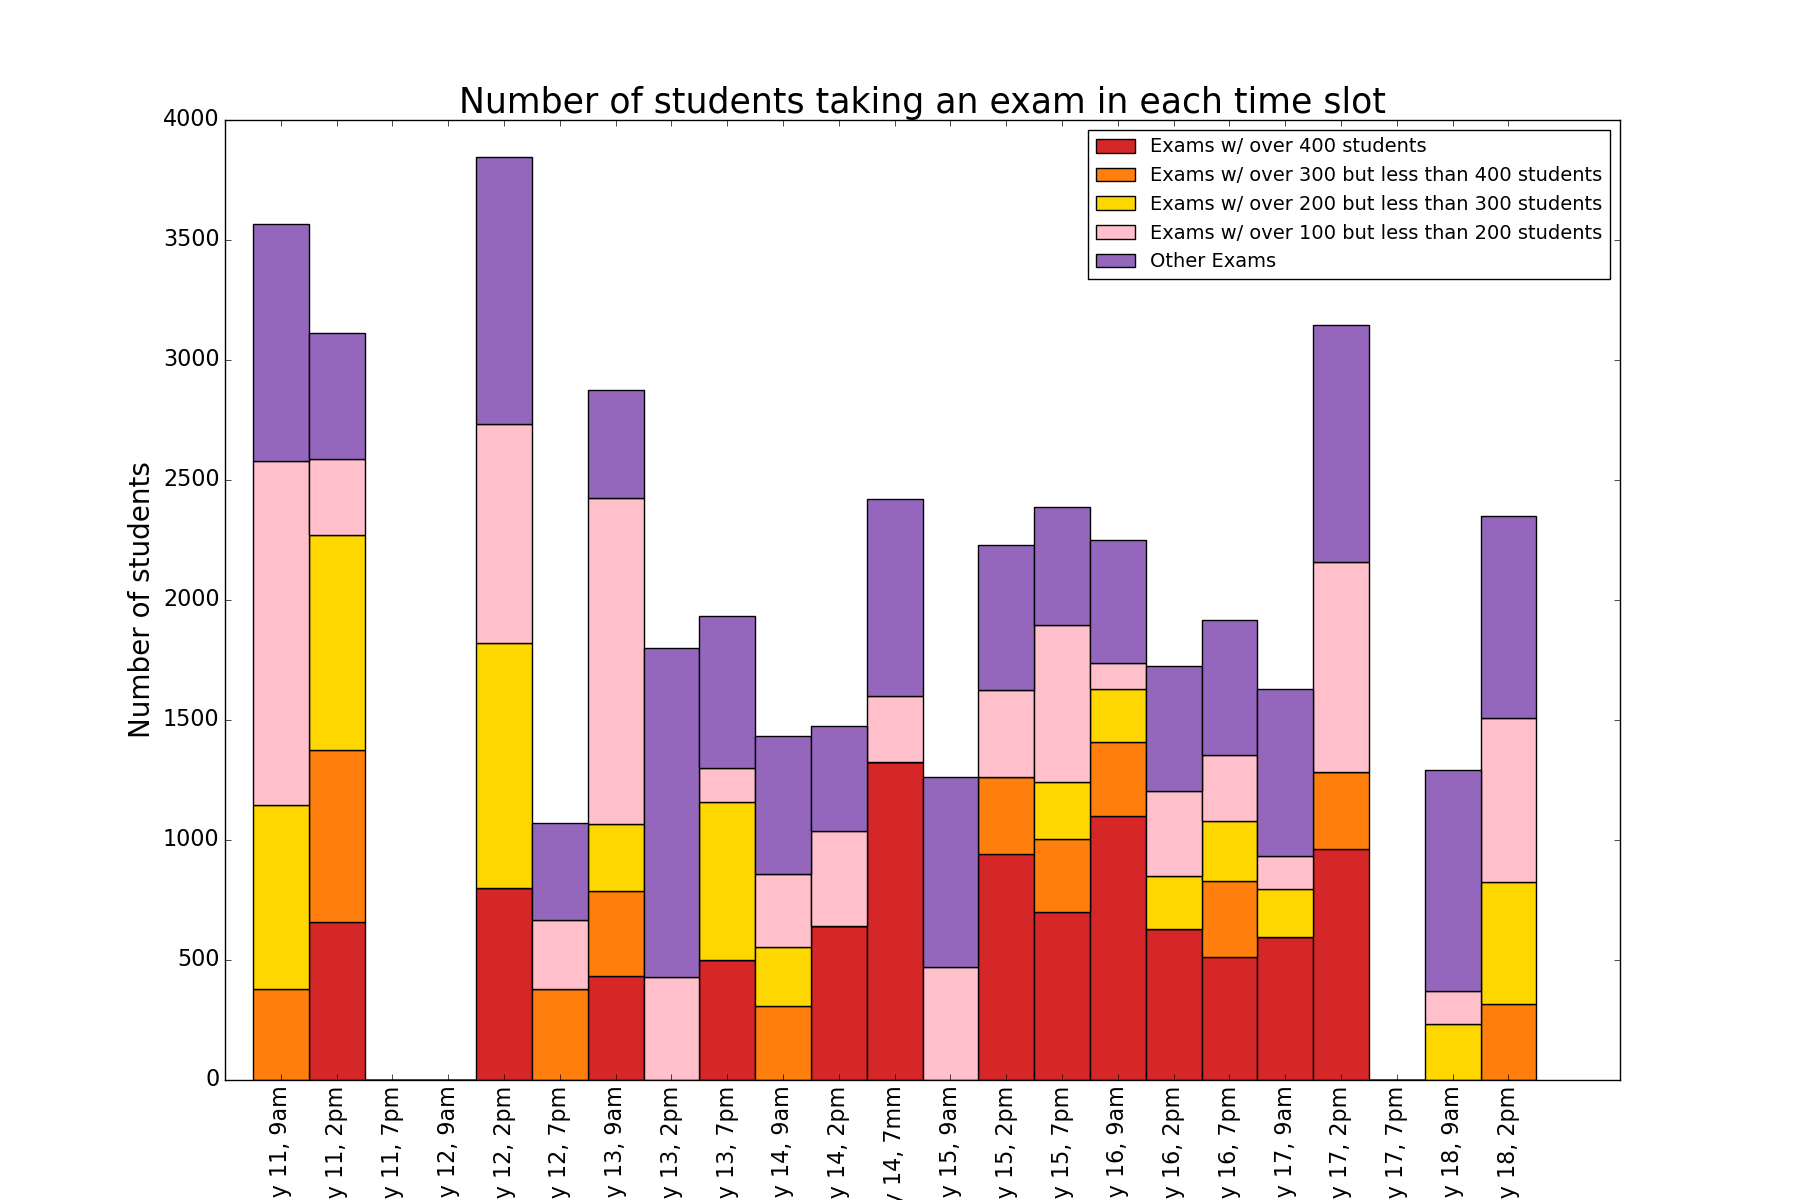 Number of students taking an exam in each time slot
Exams w/ over 400 students
Exams w/ over 300 but less than 400 students
Exams w/ over 200 but less than 300 students
Exams w/ over 100 but less than 200 students
Other Exams
Number of students
4000
3500
3000
2500
2000
1500
1000
500
0
y 11, 9am
y 11, 2pm
y 11, 7pm
y 12, 9am
y 12, 2pm
y 12, 7pm
y 13, 9am
y 13, 2pm
y 13, 7pm
y 14, 9am
y 14, 2pm
y 14, 7mm
y 15, 9am
y 15, 2pm
y 15, 7pm
y 16, 9am
y 16, 2pm
y 16, 7pm
y 17, 9am
y 17, 2pm
y 17, 7pm
y 18, 9am
y 18, 2pm